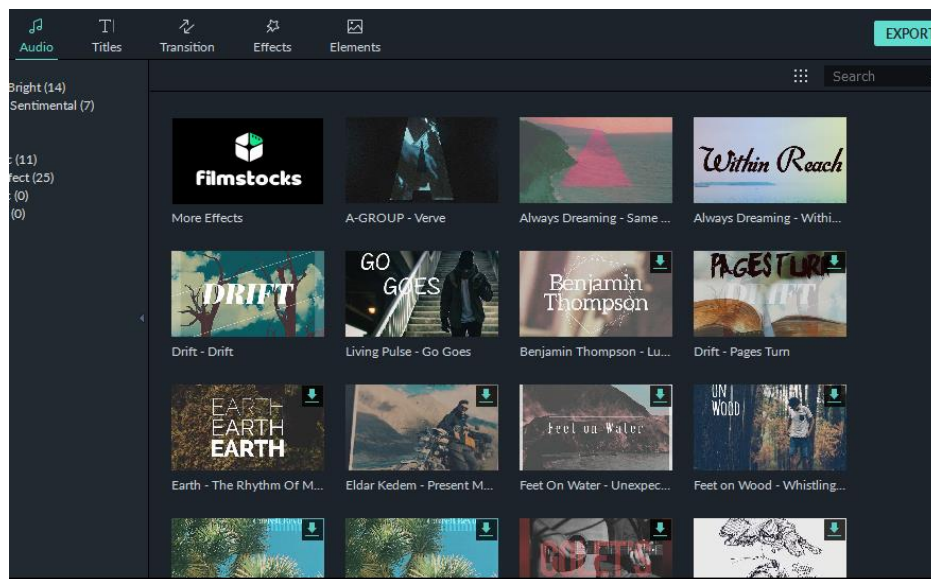 Audio
Titles
Transition
Effects
Elements
EXPORT
Search
Bright (14)
Sentimental (7)
(11)
(25)
(0)
(0)
filmstocks
Within Reach
More Effects
A-GROUP - Verve
Always Dreaming - Same ...
Always Dreaming - Withi...
DRIFT
GO
GOES
Benjamin
Thompson
PAGES TURN
DRIFT
Drift - Drift
Living Pulse - Go Goes
Benjamin Thompson - Lu...
Drift - Pages Turn
EARTH
EARTH
EARTH
Feet on Water
ON
WOOD
Earth - The Rhythm Of M...
Eldar Kedem - Present M...
Feet On Water - Unexpec...
Feet on Wood - Whistling...